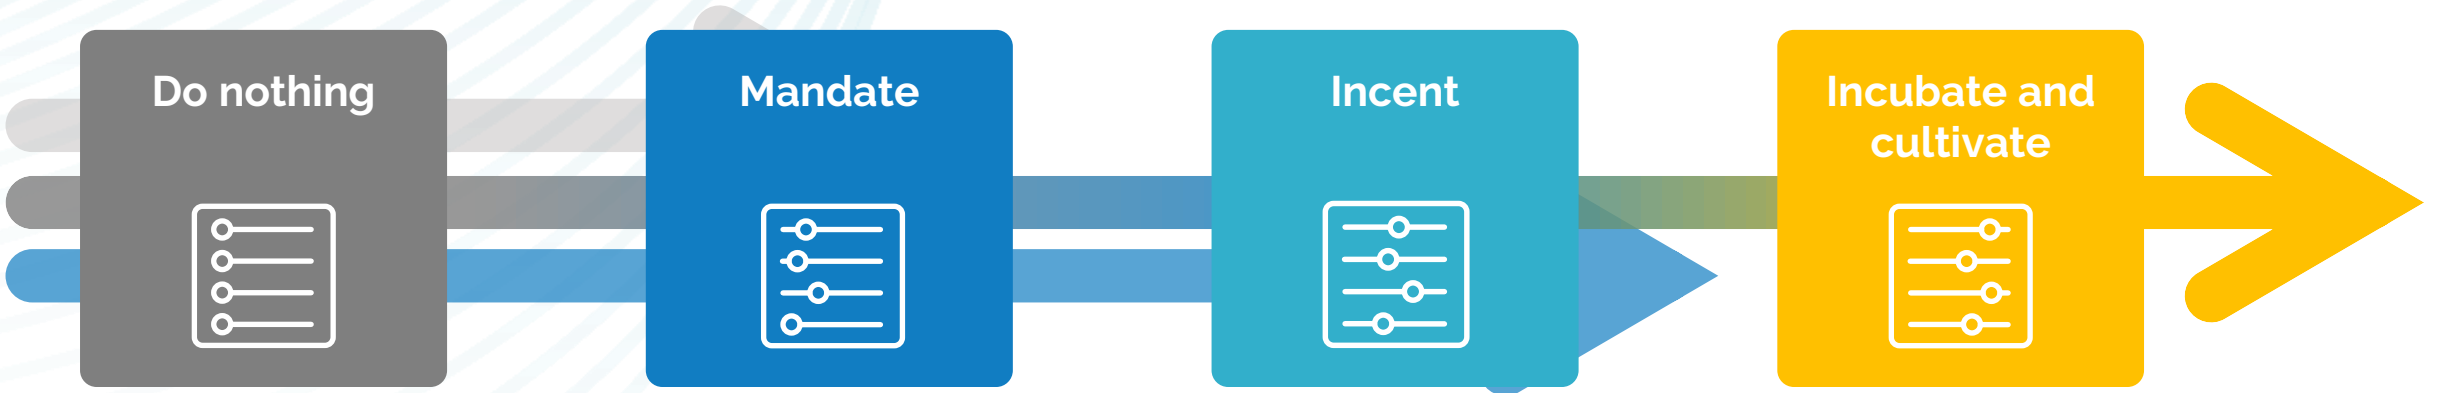 Do nothing
Mandate
Incent
Incubate and
cultivate